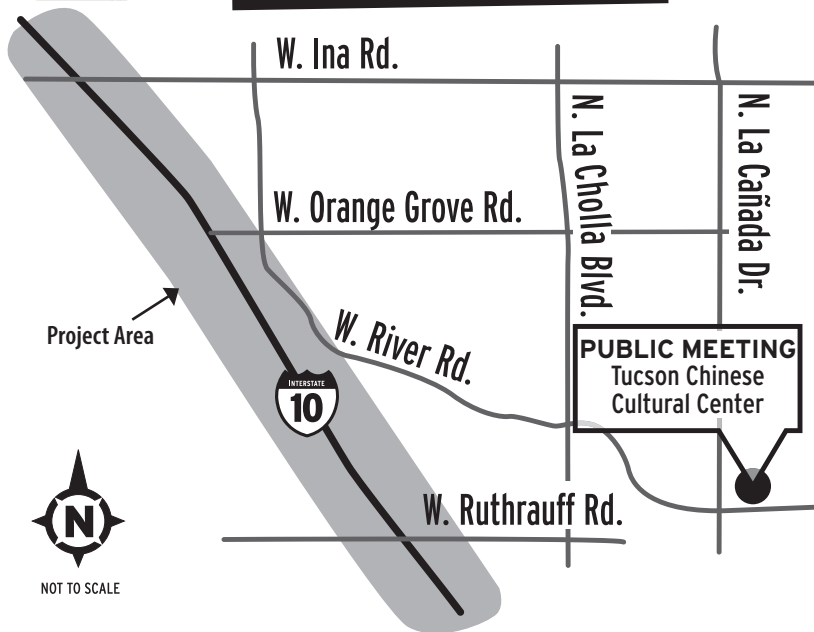 W. Ina Rd.
N. La Cholla Blvd.
N. La Cañada Dr.
W. Orange Grove Rd.
Project Area
W. River Rd.
PUBLIC MEETING
Tucson Chinese
Cultural Center
INTERSTATE
10
W. Ruthrauff Rd.
N
NOT TO SCALE